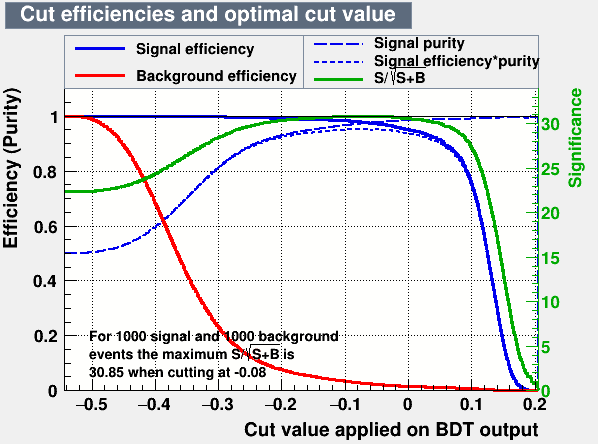 Cut efficiencies and optimal cut value
Signal efficiency
Background efficiency
Signal purity
Signal efficiency*purity
S/√S+B
Efficiency (Purity)
1
0.8
0.6
0.4
0.2
0
Significance
30
25
20
15
10
5
0
For 1000 signal and 1000 background
events the maximum S/√S+B is
30.85 when cutting at -0.08
−0.5 −0.4 −0.3 −0.2 −0.1 0 0.1 0.2
Cut value applied on BDT output